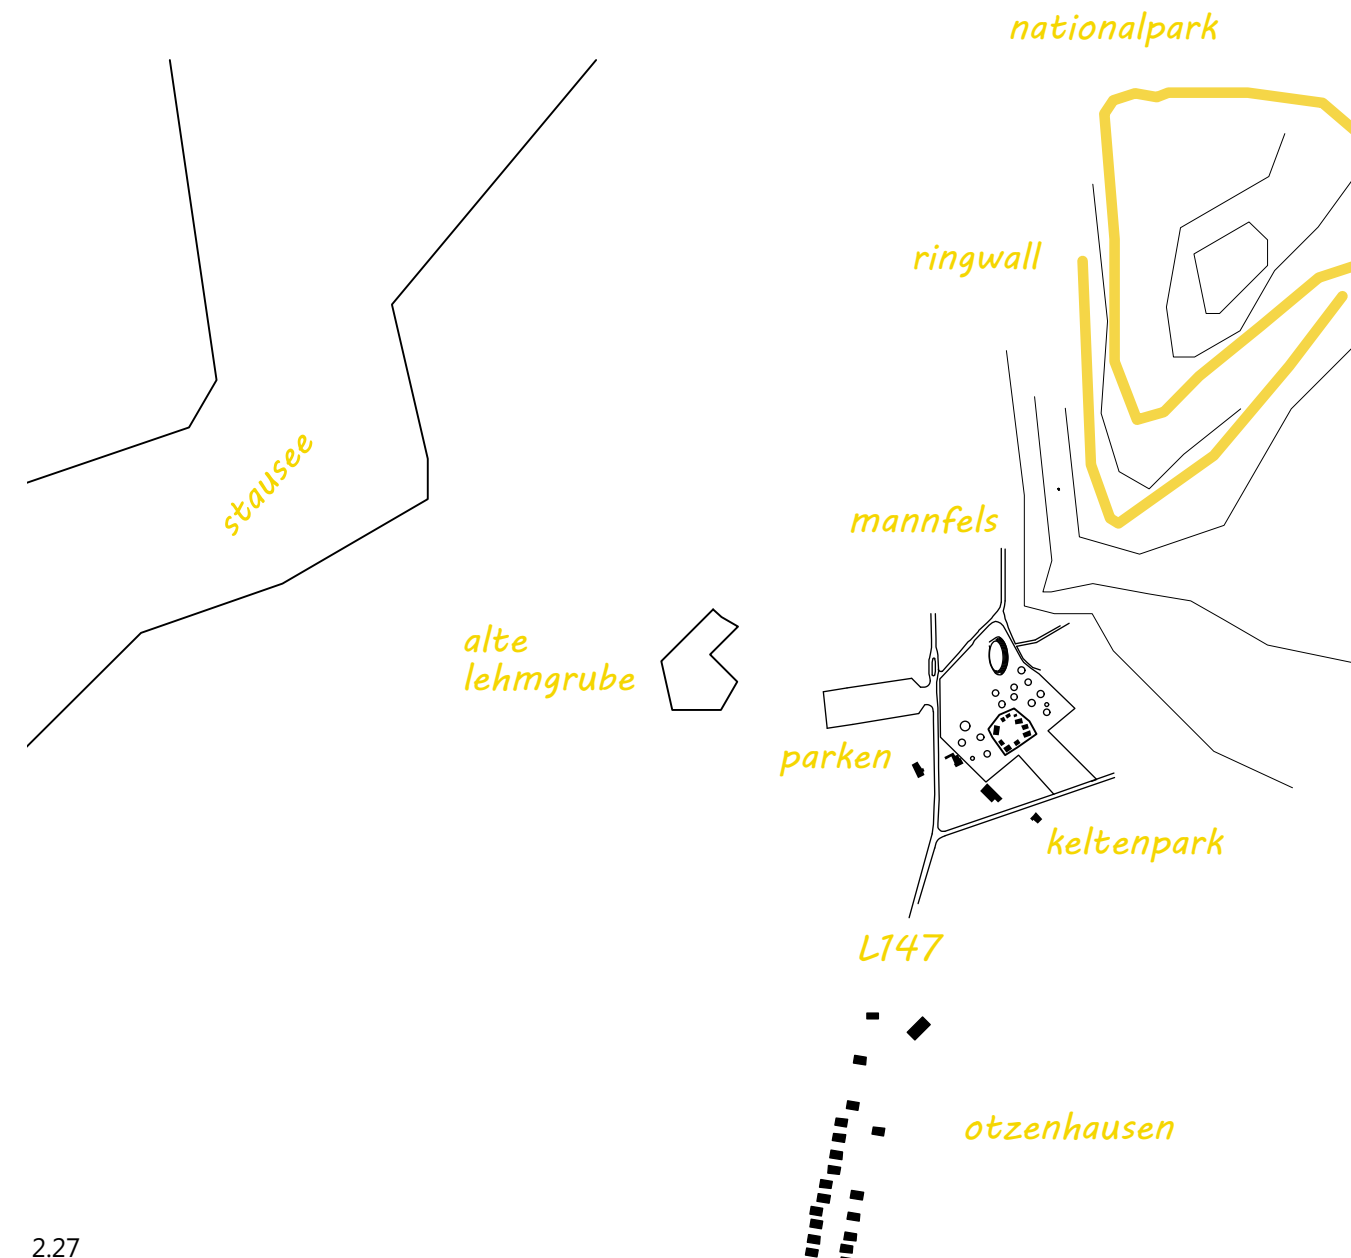 nationalpark
ringwall
stausee
mannfels
alte
lehmgrube
parken
keltenpark
L147
otzenhausen
2.27